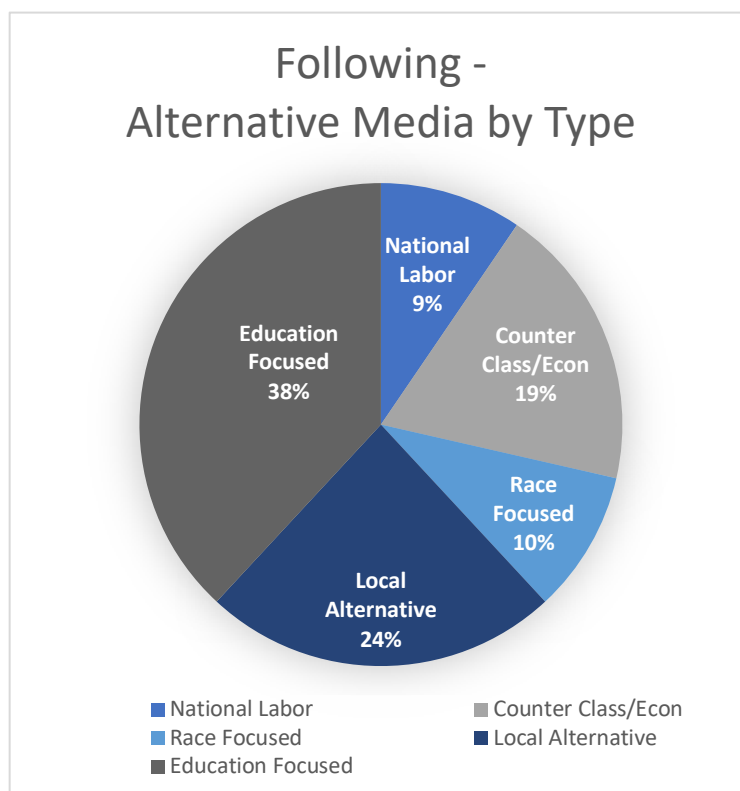 Following -
Alternative Media by Type
National
Labor
9%
Counter
Class/Econ
19%
Race
Focused
10%
Local
Alternative
24%
Education
Focused
38%
National Labor
Counter Class/Econ
Race Focused
Local Alternative
Education Focused